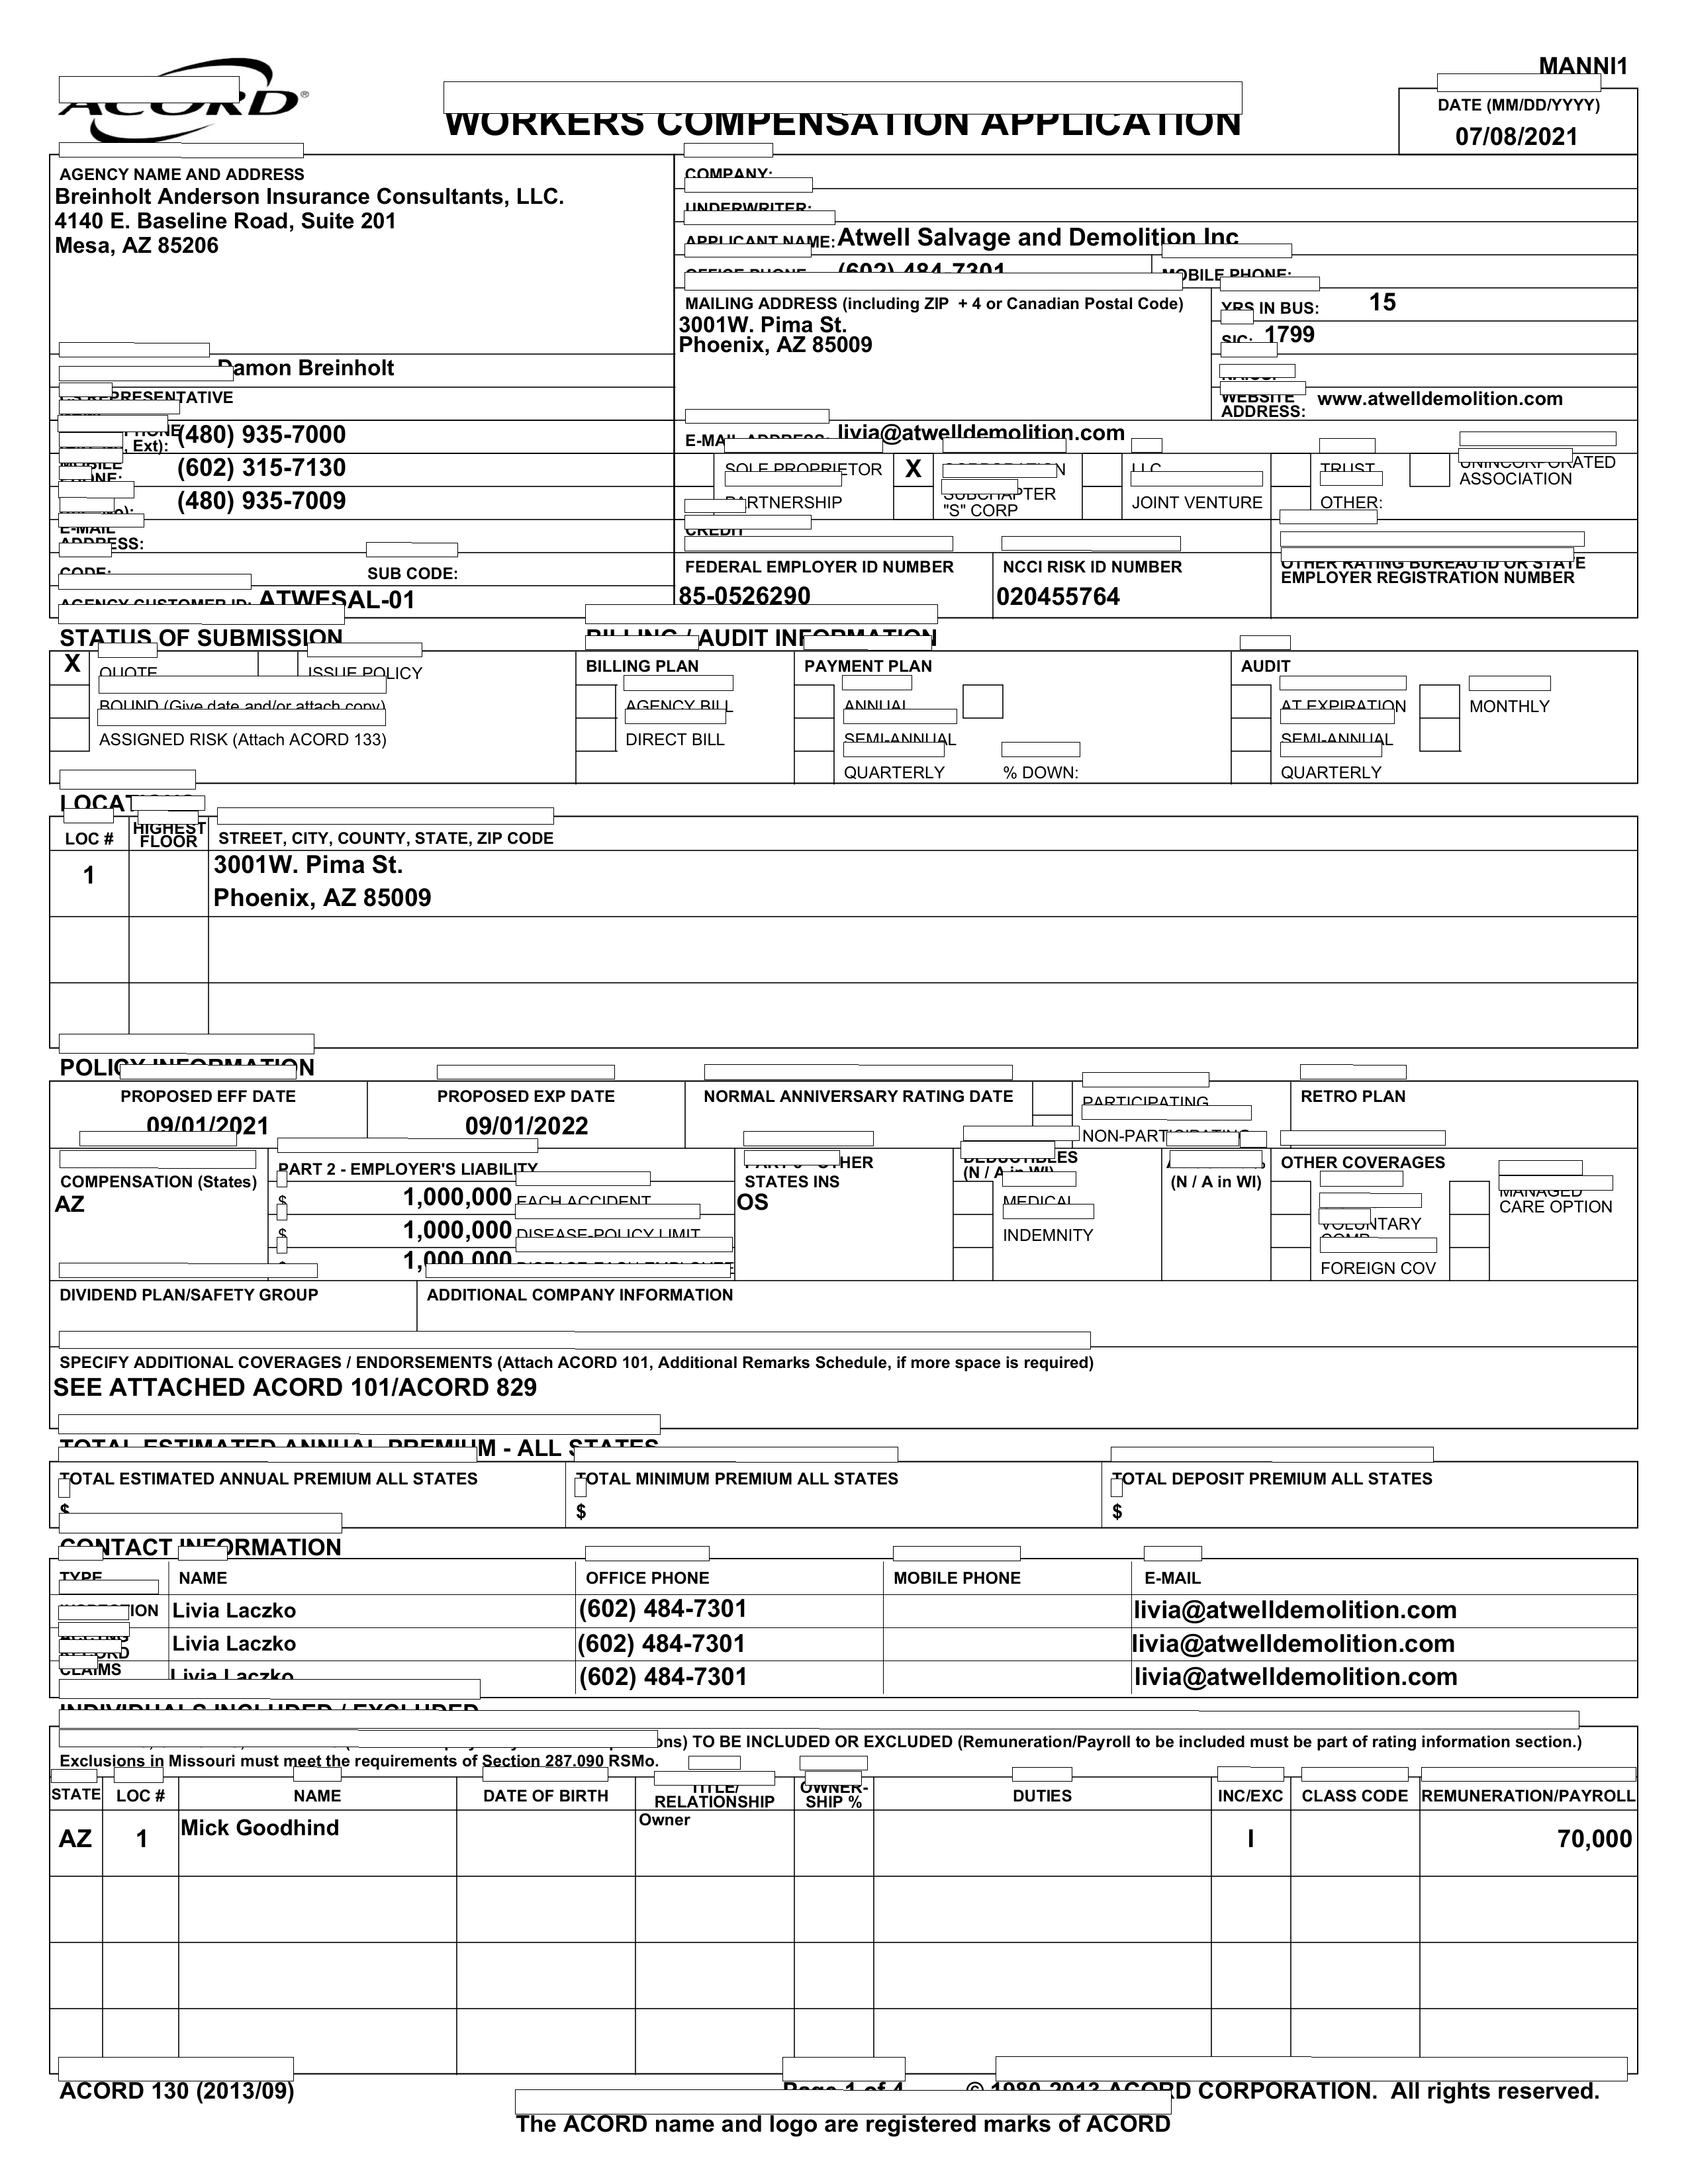 MANNI1
ACORD®
WORKERS COMPENSATION APPLICATION
DATE (MM/DD/YYYY)
07/08/2021
AGENCY NAME AND ADDRESS
Breinholt Anderson Insurance Consultants, LLC.
4140 E. Baseline Road, Suite 201
Mesa, AZ 85206
Damon Breinholt
CS REPRESENTATIVE
PHONE
, Ext): (480) 935-7000
MOBILE
PHONE: (602) 315-7130
(480) 935-7009
E-MAIL
ADDRESS:
CODE: SUB CODE:
AGENCY CUSTOMER ID: ATWESAL-01
COMPANY:
UNDERWRITER:
APPLICANT NAME: Atwell Salvage and Demolition Inc
OFFICE PHONE: (602) 484-7301 MOBILE PHONE:
MAILING ADDRESS (including ZIP + 4 or Canadian Postal Code)
3001W. Pima St.
Phoenix, AZ 85009
YRS IN BUS: 15
SIC: 1799
NAICS:
WEBSITE
ADDRESS: www.atwelldemolition.com
E-MAIL ADDRESS: livia@atwelldemolition.com
SOLE PROPRIETOR X CORPORATION LLC TRUST UNINCORPORATED
ASSOCIATION
PARTNERSHIP SUBCHAPTER
"S" CORP JOINT VENTURE OTHER:
CREDIT
FEDERAL EMPLOYER ID NUMBER NCCI RISK ID NUMBER OTHER RATING BUREAU ID OR STATE
EMPLOYER REGISTRATION NUMBER
85-0526290 020455764
STATUS OF SUBMISSION BILLING / AUDIT INFORMATION
X QUOTE ISSUE POLICY BILLING PLAN PAYMENT PLAN AUDIT
BOUND (Give date and/or attach copy) AGENCY BILL ANNUAL AT EXPIRATION MONTHLY
ASSIGNED RISK (Attach ACORD 133) DIRECT BILL SEMI-ANNUAL SEMI-ANNUAL
QUARTERLY % DOWN: QUARTERLY
LOCATIONS
LOC # HIGHEST
FLOOR STREET, CITY, COUNTY, STATE, ZIP CODE
1 3001W. Pima St.
Phoenix, AZ 85009
POLICY INFORMATION
PROPOSED EFF DATE PROPOSED EXP DATE NORMAL ANNIVERSARY RATING DATE PARTICIPATING RETRO PLAN
09/01/2021 09/01/2022 NON-PARTICIPATING
COMPENSATION (States)
AZ
PART 2 - EMPLOYER'S LIABILITY
$ 1,000,000 EACH ACCIDENT
$ 1,000,000 DISEASE-POLICY LIMIT
1,000,000 DISEASE-EACH EMPLOYEE
PART 3 - OTHER
STATES INS
OS
DEDUCTIBLES
(N / A in WI)
MEDICAL
INDEMNITY
(N / A in WI)
OTHER COVERAGES
VOLUNTARY
COMP
FOREIGN COV
MANAGED
CARE OPTION
DIVIDEND PLAN/SAFETY GROUP ADDITIONAL COMPANY INFORMATION
SPECIFY ADDITIONAL COVERAGES / ENDORSEMENTS (Attach ACORD 101, Additional Remarks Schedule, if more space is required)
SEE ATTACHED ACORD 101/ACORD 829
TOTAL ESTIMATED ANNUAL PREMIUM - ALL STATES
TOTAL ESTIMATED ANNUAL PREMIUM ALL STATES TOTAL MINIMUM PREMIUM ALL STATES TOTAL DEPOSIT PREMIUM ALL STATES
$ $ $
CONTACT INFORMATION
TYPE NAME OFFICE PHONE MOBILE PHONE E-MAIL
INSPECTION Livia Laczko (602) 484-7301 livia@atwelldemolition.com
ACCTNG
RECORD Livia Laczko (602) 484-7301 livia@atwelldemolition.com
CLAIMS Livia Laczko (602) 484-7301 livia@atwelldemolition.com
INDIVIDUALS INCLUDED / EXCLUDED
ons) TO BE INCLUDED OR EXCLUDED (Remuneration/Payroll to be included must be part of rating information section.)
Exclusions in Missouri must meet the requirements of Section 287.090 RSMo.
STATE LOC # NAME DATE OF BIRTH TITLE/
RELATIONSHIP OWNER-
SHIP % DUTIES INC/EXC CLASS CODE REMUNERATION/PAYROLL
AZ 1 Mick Goodhind Owner I 70,000
ACORD 130 (2013/09) Page 1 of 4 © 1980-2013 ACORD CORPORATION. All rights reserved.
The ACORD name and logo are registered marks of ACORD